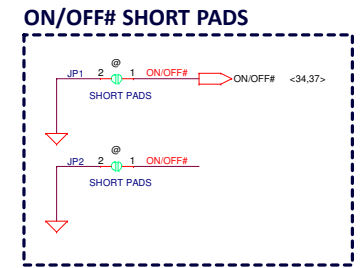 ON/OFF# SHORT PADS
@
JP1 2 1 ON/OFF# ON/OFF# <34,37>
SHORT PADS
@
JP2 2 1 ON/OFF#
SHORT PADS